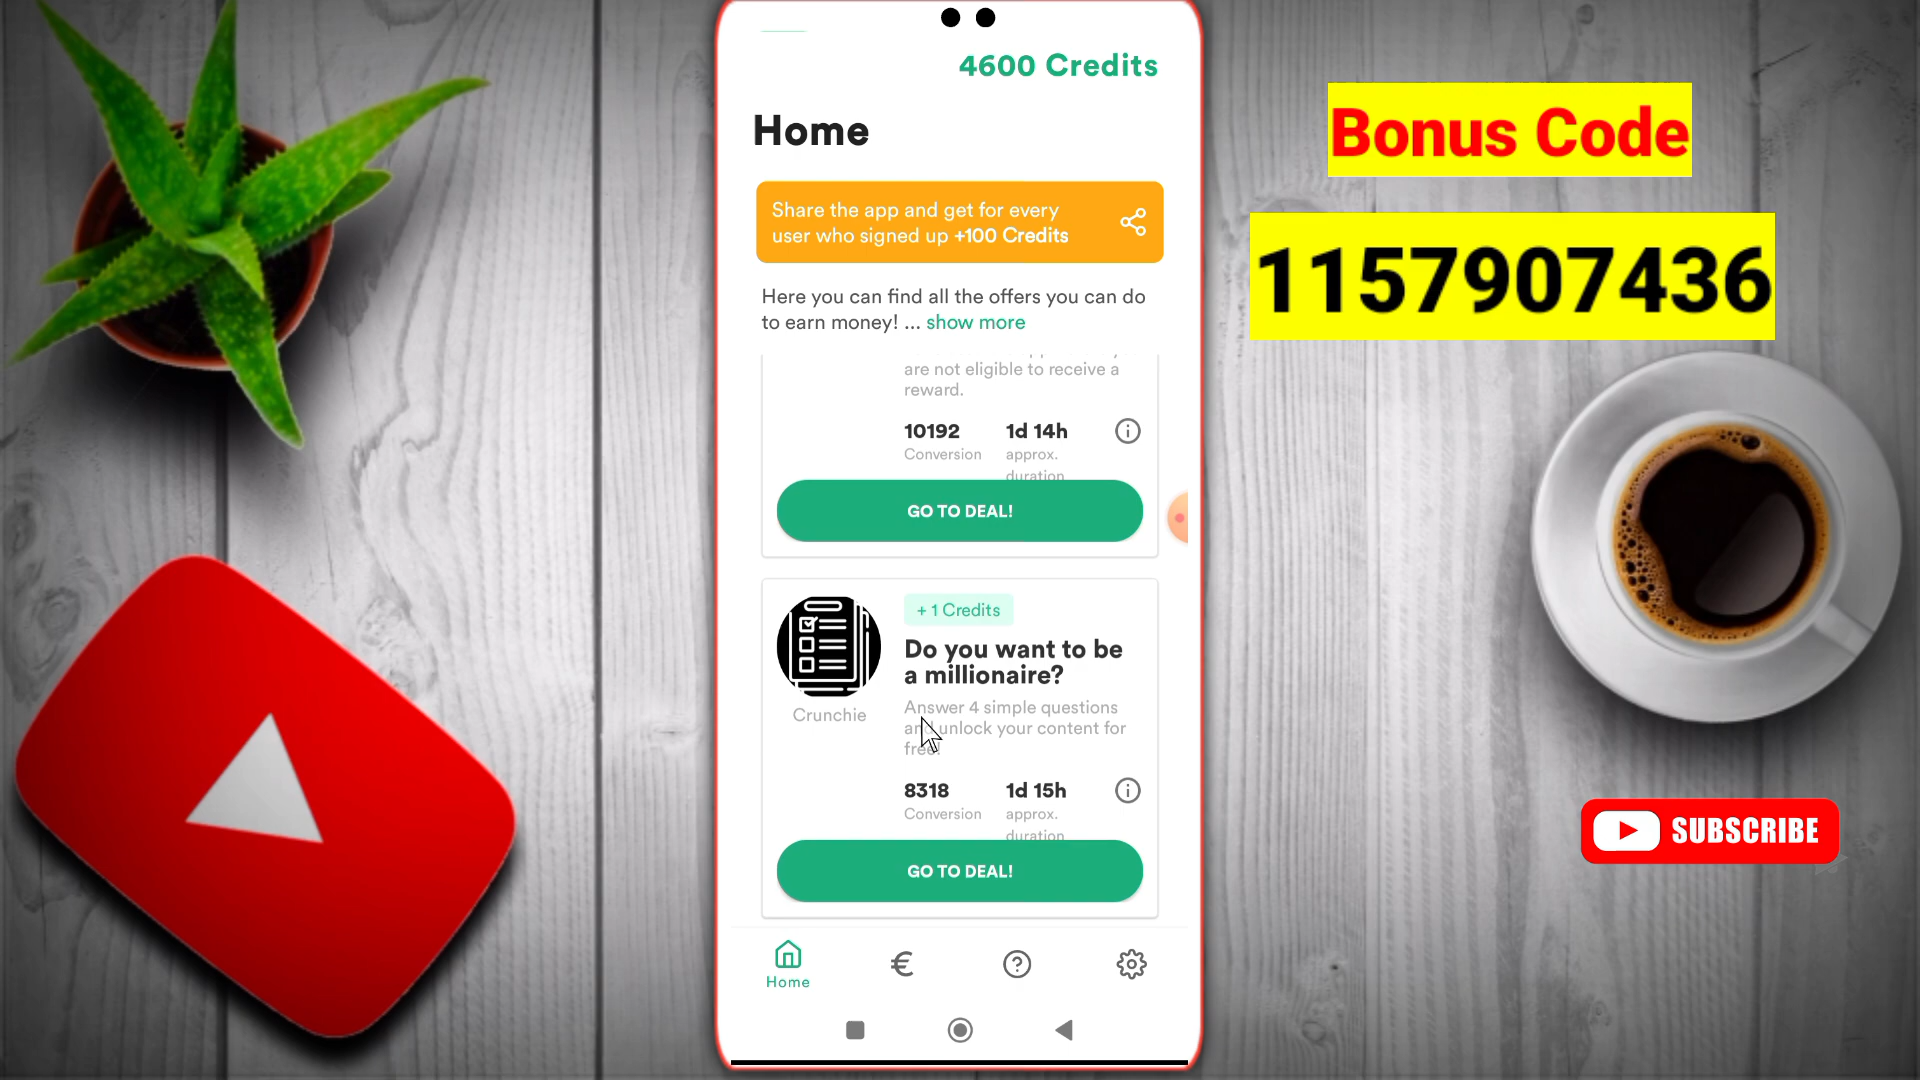 4600 Credits
Home
Share the app and get for every
user who signed up +100 Credits
Here you can find all the offers you can do
to earn money! ... show more
are not eligible to receive a
reward.
10192
Conversion
1d 14h
approx.
duration
GO TO DEAL!
+ 1 Credits
Do you want to be
a millionaire?
Crunchie
Answer 4 simple questions
and unlock your content for
free!
8318
Conversion
1d 15h
approx.
duration
GO TO DEAL!
Home
Bonus Code
1157907436
SUBSCRIBE